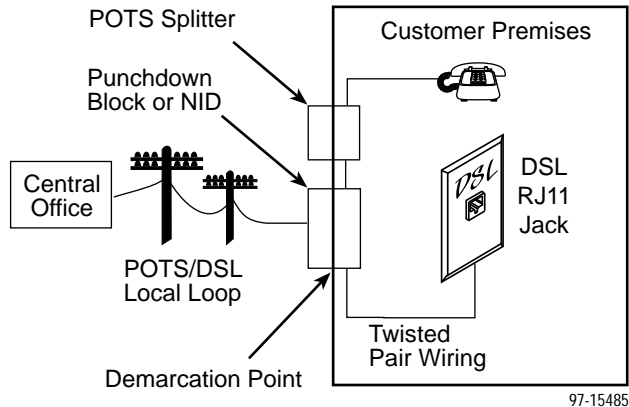 POTS Splitter
Customer Premises
Punchdown
Block or NID
Central
Office
DSL
DSL
RJ11
Jack
POTS/DSL
Local Loop
Twisted
Pair Wiring
Demarcation Point
97-15485